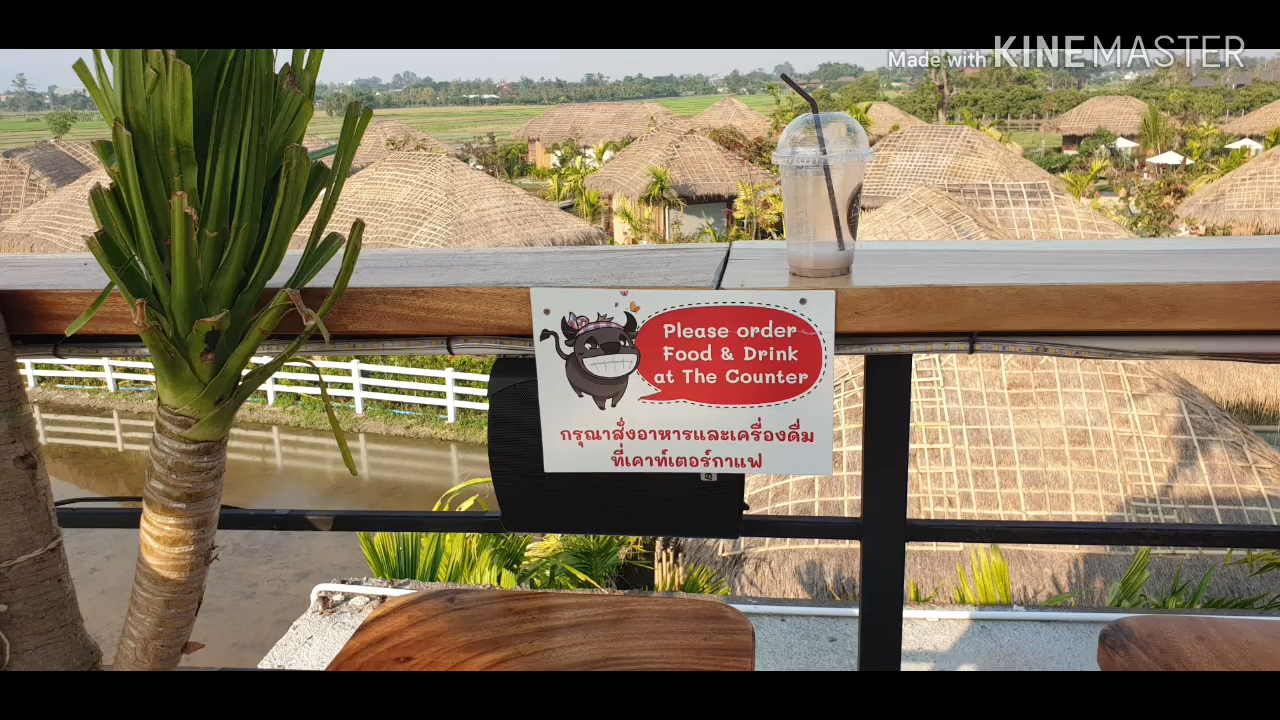 Made with KINEMASTER
Please order
Food & Drink
at The Counter
กรุณาสั่งอาหารและเครื่องดื่ม
ที่เคาท์เตอร์กาแฟ